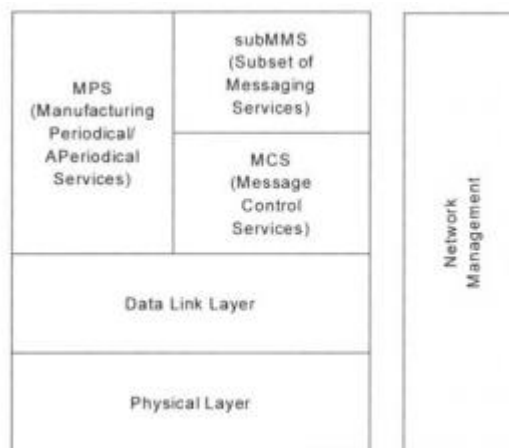 MPS
(Manufacturing
Periodical/
APeriodical
Services)
subMMS
(Subset of
Messaging
Services)
MCS
(Message
Control
Services)
Data Link Layer
Physical Layer
Network
Management